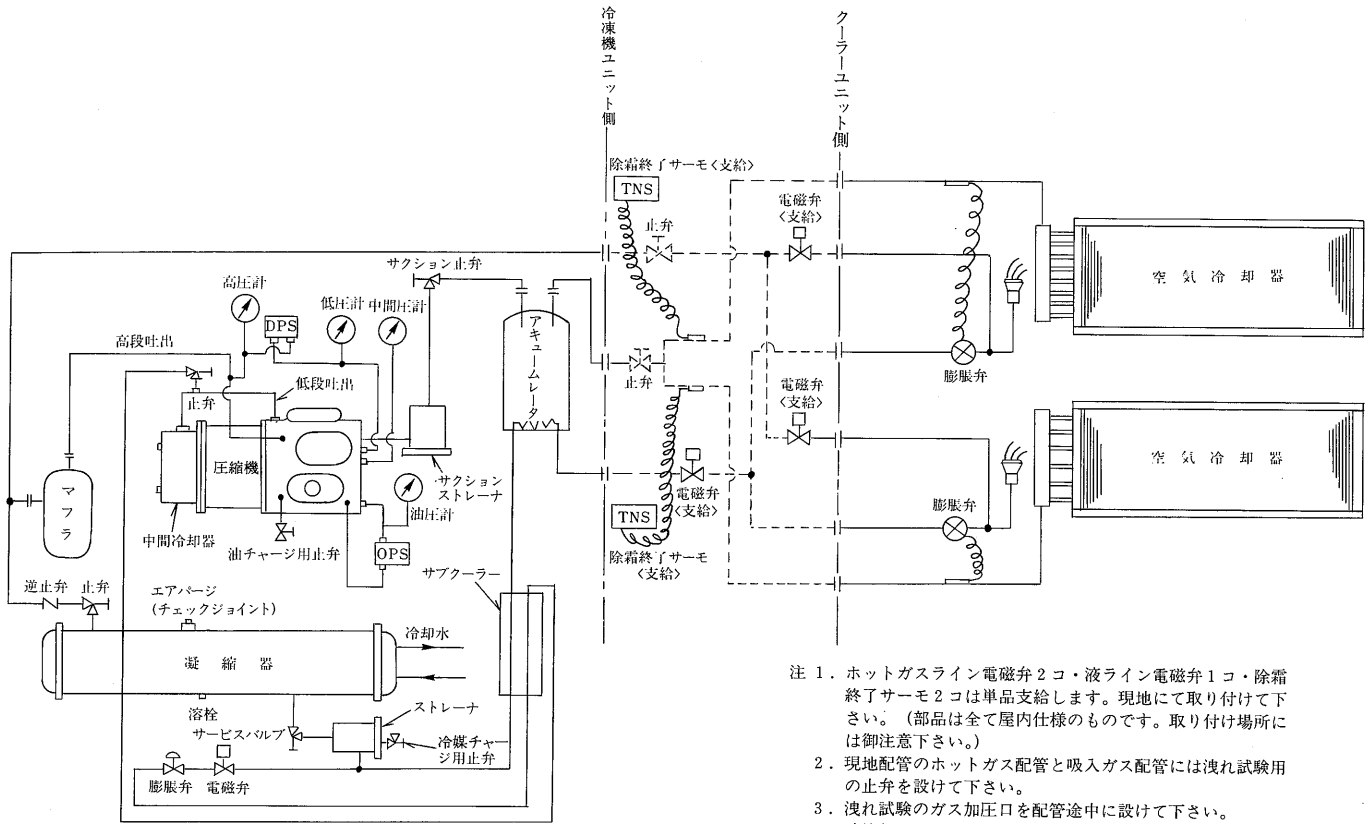 冷凍機ユニット側
クーラーユニット側
除霜終了サーモ〈支給〉
TNS
電磁弁
〈支給〉
止弁
サクション止弁
高圧計
低圧計
中間圧計
DPS
高段吐出
低段吐出
止弁
アキュームレータ
止弁
空気冷却器
膨脹弁
電磁弁
〈支給〉
圧縮機
サクション
ストレーナ
マフラ
中間冷却器
油チャージ用止弁
油圧計
OPS
電磁弁
〈支給〉
TNS
除霜終了サーモ
〈支給〉
膨脹弁
空気冷却器
サブクーラー
逆止弁
止弁
エアパージ
(チェックジョイント)
冷却水
凝縮器
溶栓
サービスバルブ
ストレーナ
冷媒チャー
ジ用止弁
膨脹弁
電磁弁
注 1. ホットガスライン電磁弁2コ・液ライン電磁弁1コ・除霜
終了サーモ2コは単品支給します。現地にて取り付けて下
さい。(部品は全て屋内仕様のものです。取り付け場所に
は御注意下さい。)
2. 現地配管のホットガス配管と吸入ガス配管には洩れ試験用
の止弁を設けて下さい。
3. 洩れ試験のガス加圧口を配管途中に設けて下さい。